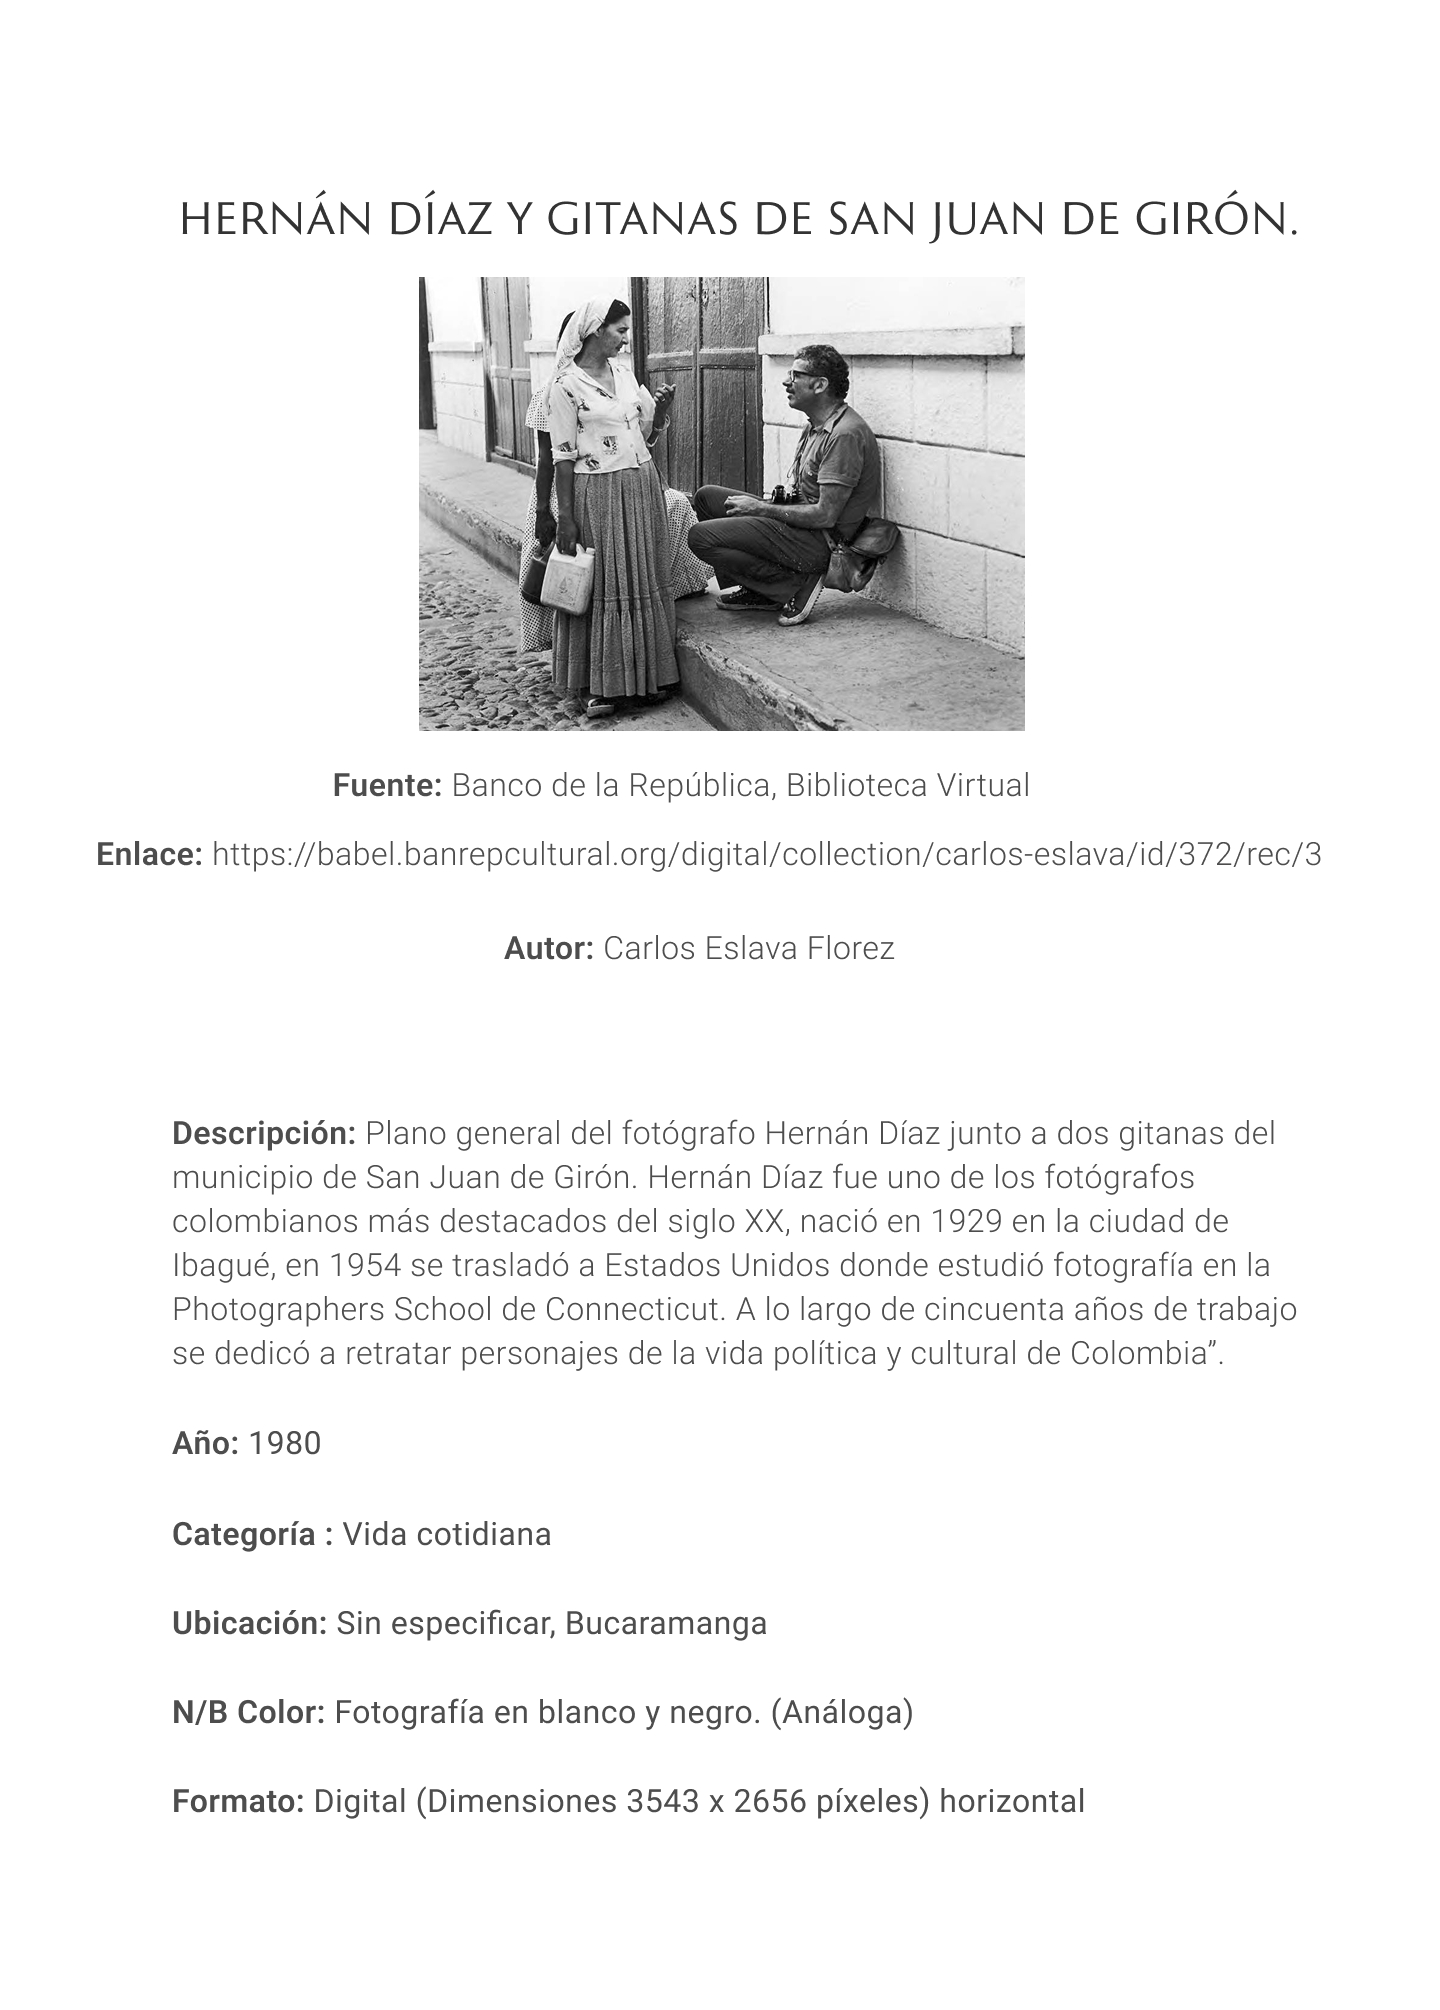 HERNÁN DÍAZ Y GITANAS DE SAN JUAN DE GIRÓN.
Fuente: Banco de la República, Biblioteca Virtual
Enlace: https://babel.banrepcultural.org/digital/collection/carlos-eslava/id/372/rec/3
Autor: Carlos Eslava Florez
Descripción: Plano general del fotógrafo Hernán Díaz junto a dos gitanas del
municipio de San Juan de Girón. Hernán Díaz fue uno de los fotógrafos
colombianos más destacados del siglo XX, nació en 1929 en la ciudad de
Ibagué, en 1954 se trasladó a Estados Unidos donde estudió fotografía en la
Photographers School de Connecticut. A lo largo de cincuenta años de trabajo
se dedicó a retratar personajes de la vida política y cultural de Colombia”.
Año: 1980
Categoría : Vida cotidiana
Ubicación: Sin especificar, Bucaramanga
N/B Color: Fotografía en blanco y negro. (Análoga)
Formato: Digital (Dimensiones 3543 x 2656 píxeles) horizontal